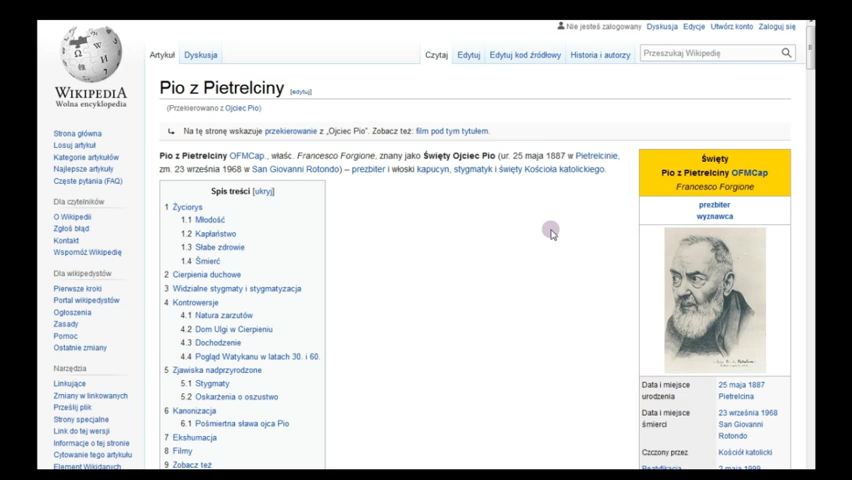 Nie jesteś zalogowany Dyskusja Edycje Utwórz konto Zaloguj się
Artykuł Dyskusja Czytaj Edytuj Edytuj kod źródłowy Historia i autorzy Przeszukaj Wikipedię
WIKIPEDIA
Wolna encyklopedia
Strona główna
Losuj artykuł
Kategorie artykułów
Najlepsze artykuły
Częste pytania (FAQ)
Dla czytelników
O Wikipedii
Zgłoś błąd
Kontakt
Wspomóż Wikipedię
Dla wikipedystów
Pierwsze kroki
Portal wikipedystów
Ogłoszenia
Zasady
Pomoc
Ostatnie zmiany
Narzędzia
Linkujące
Zmiany w linkowanych
Prześlij plik
Strony specjalne
Link do tej wersji
Informacje o tej stronie
Cytowanie tego artykułu
Element Wikidanych
Pio z Pietrelciny [edytuj]
(Przekierowano z Ojciec Pio)
Na tę stronę wskazuje przekierowanie z „Ojciec Pio”. Zobacz też: film pod tym tytułem.
Pio z Pietrelciny OFMCap., właśc. Francesco Forgione, znany jako Święty Ojciec Pio (ur. 25 maja 1887 w Pietrelcinie,
zm. 23 września 1968 w San Giovanni Rotondo) – prezbiter i włoski kapucyn, stygmatyk i święty Kościoła katolickiego.
Spis treści [ukryj]
1 Życiorys
1.1 Młodość
1.2 Kapłaństwo
1.3 Słabe zdrowie
1.4 Śmierć
2 Cierpienia duchowe
3 Widzialne stygmaty i stygmatyzacja
4 Kontrowersje
4.1 Natura zarzutów
4.2 Dom Ulgi w Cierpieniu
4.3 Dochodzenie
4.4 Pogląd Watykanu w latach 30. i 60.
5 Zjawiska nadprzyrodzone
5.1 Stygmaty
5.2 Oskarżenia o oszustwo
6 Kanonizacja
6.1 Pośmiertna sława ojca Pio
7 Ekshumacja
8 Filmy
9 Zobacz też
Święty
Pio z Pietrelciny OFMCap
Francesco Forgione
prezbiter
wyznawca
Data i miejsce urodzenia 25 maja 1887 Pietrelcina
Data i miejsce śmierci 23 września 1968 San Giovanni Rotondo
Czczony przez Kościół katolicki
Beatyfikacja 2 maja 1999